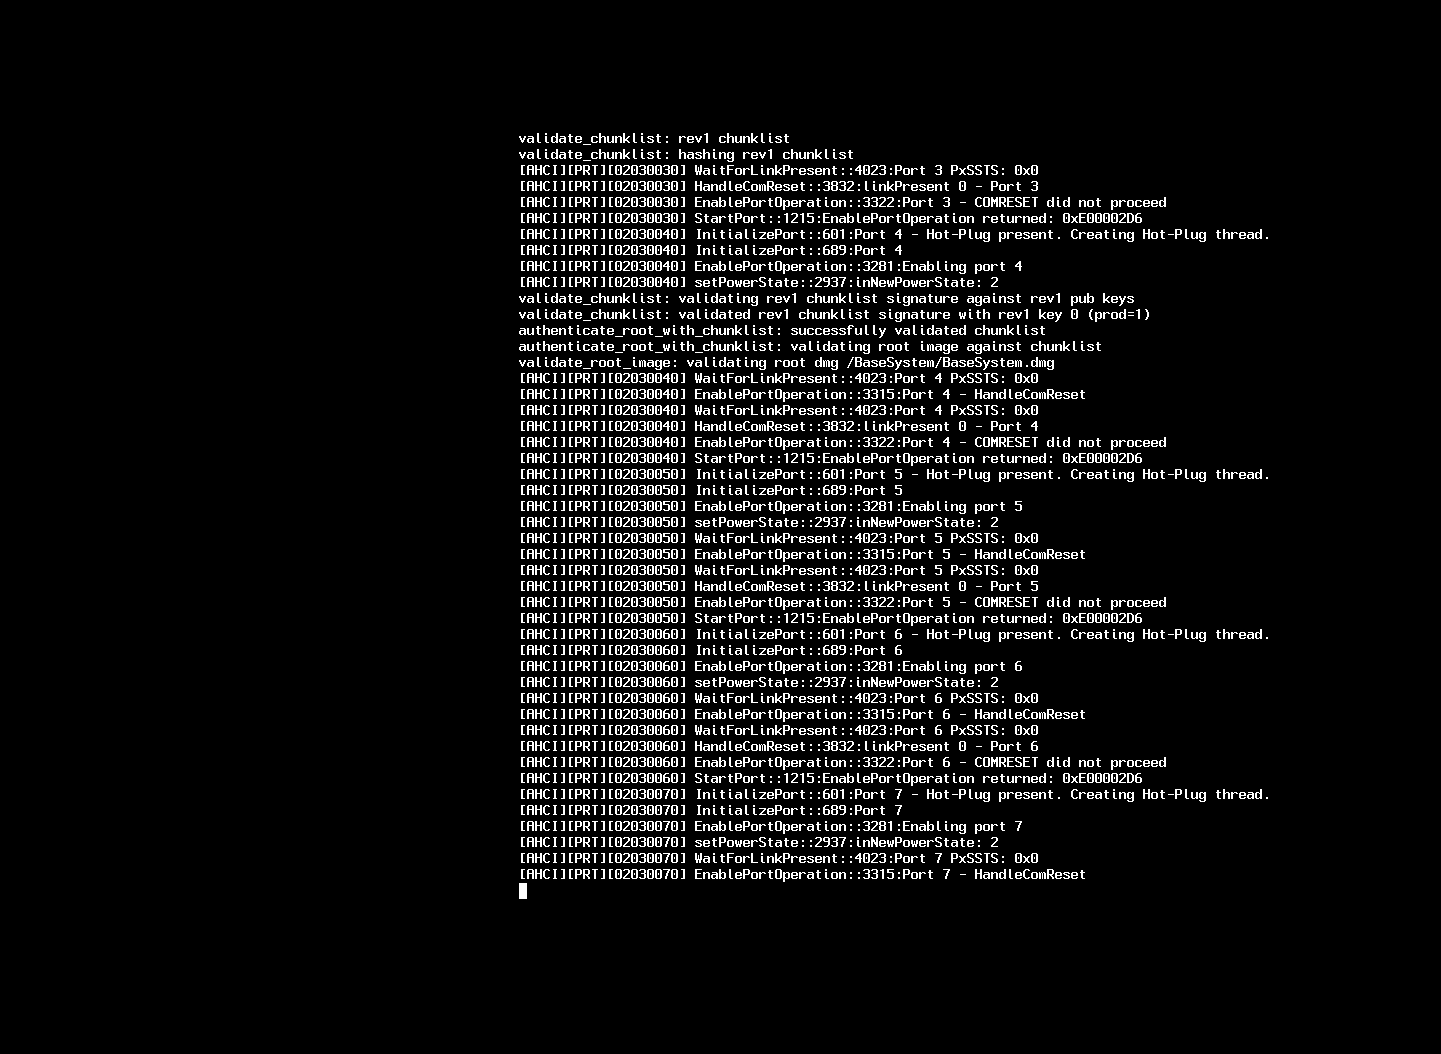 validate_chunklist: rev1 chunklist
validate_chunklist: hashing rev1 chunklist
[AHCI][PRT][02030030] WaitForLinkPresent::4023:Port 3 PxSSTS: 0x0
[AHCI][PRT][02030030] HandleComReset::3832:linkPresent 0 - Port 3
[AHCI][PRT][02030030] EnablePortOperation::3322:Port 3 - COMRESET did not proceed
[AHCI][PRT][02030030] StartPort::1215:EnablePortOperation returned: 0xE00002D6
[AHCI][PRT][02030040] InitializePort::601:Port 4 - Hot-Plug present. Creating Hot-Plug thread.
[AHCI][PRT][02030040] InitializePort::689:Port 4
[AHCI][PRT][02030040] EnablePortOperation::3281:Enabling port 4
[AHCI][PRT][02030040] setPowerState::2937:inNewPowerState: 2
validate_chunklist: validating rev1 chunklist signature against rev1 pub keys
validate_chunklist: validated rev1 chunklist signature with rev1 key 0 (prod=1)
authenticate_root_with_chunklist: successfully validated chunklist
authenticate_root_with_chunklist: validating root image against chunklist
validate_root_image: validating root dmg /BaseSystem/BaseSystem.dmg
[AHCI][PRT][02030040] WaitForLinkPresent::4023:Port 4 PxSSTS: 0x0
[AHCI][PRT][02030040] EnablePortOperation::3315:Port 4 - HandleComReset
[AHCI][PRT][02030040] WaitForLinkPresent::4023:Port 4 PxSSTS: 0x0
[AHCI][PRT][02030040] HandleComReset::3832:linkPresent 0 - Port 4
[AHCI][PRT][02030040] EnablePortOperation::3322:Port 4 - COMRESET did not proceed
[AHCI][PRT][02030040] StartPort::1215:EnablePortOperation returned: 0xE00002D6
[AHCI][PRT][02030050] InitializePort::601:Port 5 - Hot-Plug present. Creating Hot-Plug thread.
[AHCI][PRT][02030050] InitializePort::689:Port 5
[AHCI][PRT][02030050] EnablePortOperation::3281:Enabling port 5
[AHCI][PRT][02030050] setPowerState::2937:inNewPowerState: 2
[AHCI][PRT][02030050] WaitForLinkPresent::4023:Port 5 PxSSTS: 0x0
[AHCI][PRT][02030050] EnablePortOperation::3315:Port 5 - HandleComReset
[AHCI][PRT][02030050] WaitForLinkPresent::4023:Port 5 PxSSTS: 0x0
[AHCI][PRT][02030050] HandleComReset::3832:linkPresent 0 - Port 5
[AHCI][PRT][02030050] EnablePortOperation::3322:Port 5 - COMRESET did not proceed
[AHCI][PRT][02030050] StartPort::1215:EnablePortOperation returned: 0xE00002D6
[AHCI][PRT][02030060] InitializePort::601:Port 6 - Hot-Plug present. Creating Hot-Plug thread.
[AHCI][PRT][02030060] InitializePort::689:Port 6
[AHCI][PRT][02030060] EnablePortOperation::3281:Enabling port 6
[AHCI][PRT][02030060] setPowerState::2937:inNewPowerState: 2
[AHCI][PRT][02030060] WaitForLinkPresent::4023:Port 6 PxSSTS: 0x0
[AHCI][PRT][02030060] EnablePortOperation::3315:Port 6 - HandleComReset
[AHCI][PRT][02030060] WaitForLinkPresent::4023:Port 6 PxSSTS: 0x0
[AHCI][PRT][02030060] HandleComReset::3832:linkPresent 0 - Port 6
[AHCI][PRT][02030060] EnablePortOperation::3322:Port 6 - COMRESET did not proceed
[AHCI][PRT][02030060] StartPort::1215:EnablePortOperation returned: 0xE00002D6
[AHCI][PRT][02030070] InitializePort::601:Port 7 - Hot-Plug present. Creating Hot-Plug thread.
[AHCI][PRT][02030070] InitializePort::689:Port 7
[AHCI][PRT][02030070] EnablePortOperation::3281:Enabling port 7
[AHCI][PRT][02030070] setPowerState::2937:inNewPowerState: 2
[AHCI][PRT][02030070] WaitForLinkPresent::4023:Port 7 PxSSTS: 0x0
[AHCI][PRT][02030070] EnablePortOperation::3315:Port 7 - HandleComReset